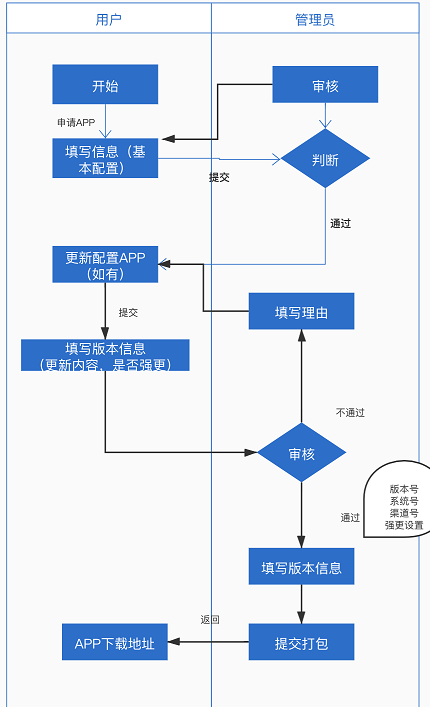 用户
管理员
开始
审核
申请APP
填写信息（基
本配置）
判断
提交
通过
更新配置APP
（如有）
提交
填写理由
填写版本信息
（更新内容、是否强更）
不通过
审核
版本号
系统号
渠道号
强更设置
通过
填写版本信息
返回
APP下载地址
提交打包